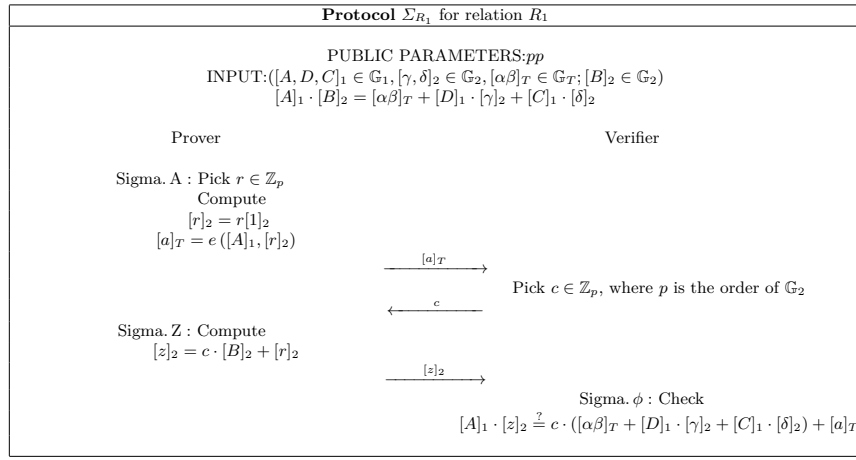 Protocol Σ_{R_1} for relation R_1
PUBLIC PARAMETERS:pp
INPUT:([A, D, C]_1 ∈ 𝔾_1, [γ, δ]_2 ∈ 𝔾_2, [αβ]_T ∈ 𝔾_T; [B]_2 ∈ 𝔾_2)
[A]_1 · [B]_2 = [αβ]_T + [D]_1 · [γ]_2 + [C]_1 · [δ]_2
Prover Verifier
Sigma. A : Pick r ∈ ℤ_p
Compute
[r]_2 = r[1]_2
[a]_T = e ([A]_1, [r]_2)
[a]_T
Pick c ∈ ℤ_p, where p is the order of 𝔾_2
c
Sigma. Z : Compute
[z]_2 = c · [B]_2 + [r]_2
[z]_2
Sigma. ϕ : Check
[A]_1 · [z]_2 ≟ c · ([αβ]_T + [D]_1 · [γ]_2 + [C]_1 · [δ]_2) + [a]_T